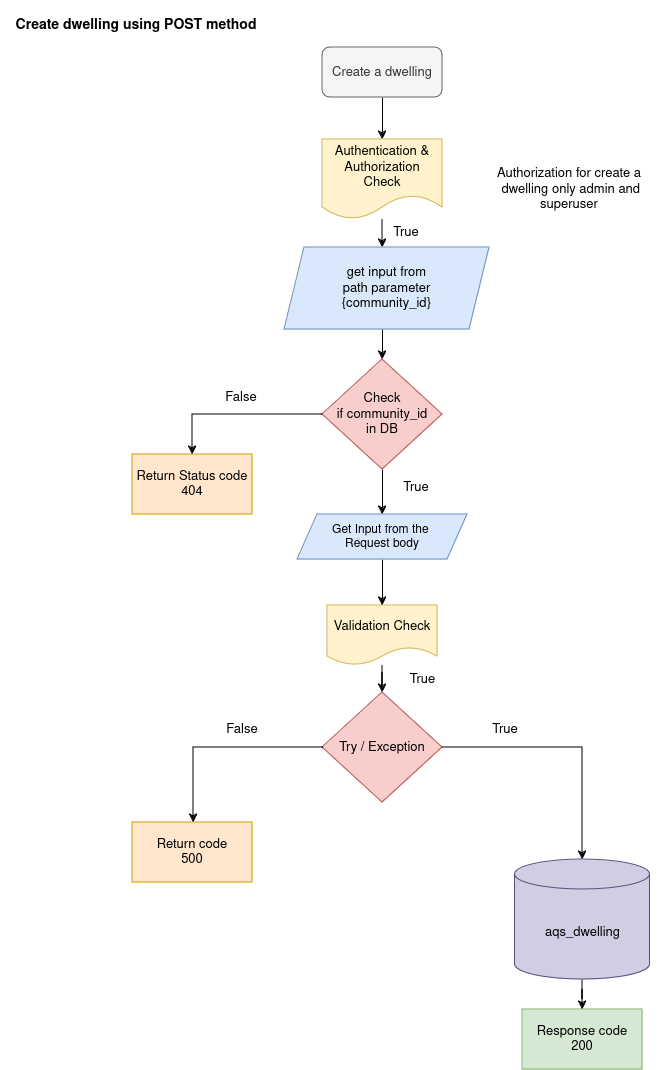 Create dwelling using POST method
Create a dwelling
Authentication &
Authorization
Check
Authorization for create a
dwelling only admin and
superuser
True
get input from
path parameter
{community_id}
Check
if community_id
in DB
False
Return Status code
404
True
Get Input from the
Request body
Validation Check
True
Try / Exception
False
True
Return code
500
aqs_dwelling
Response code
200